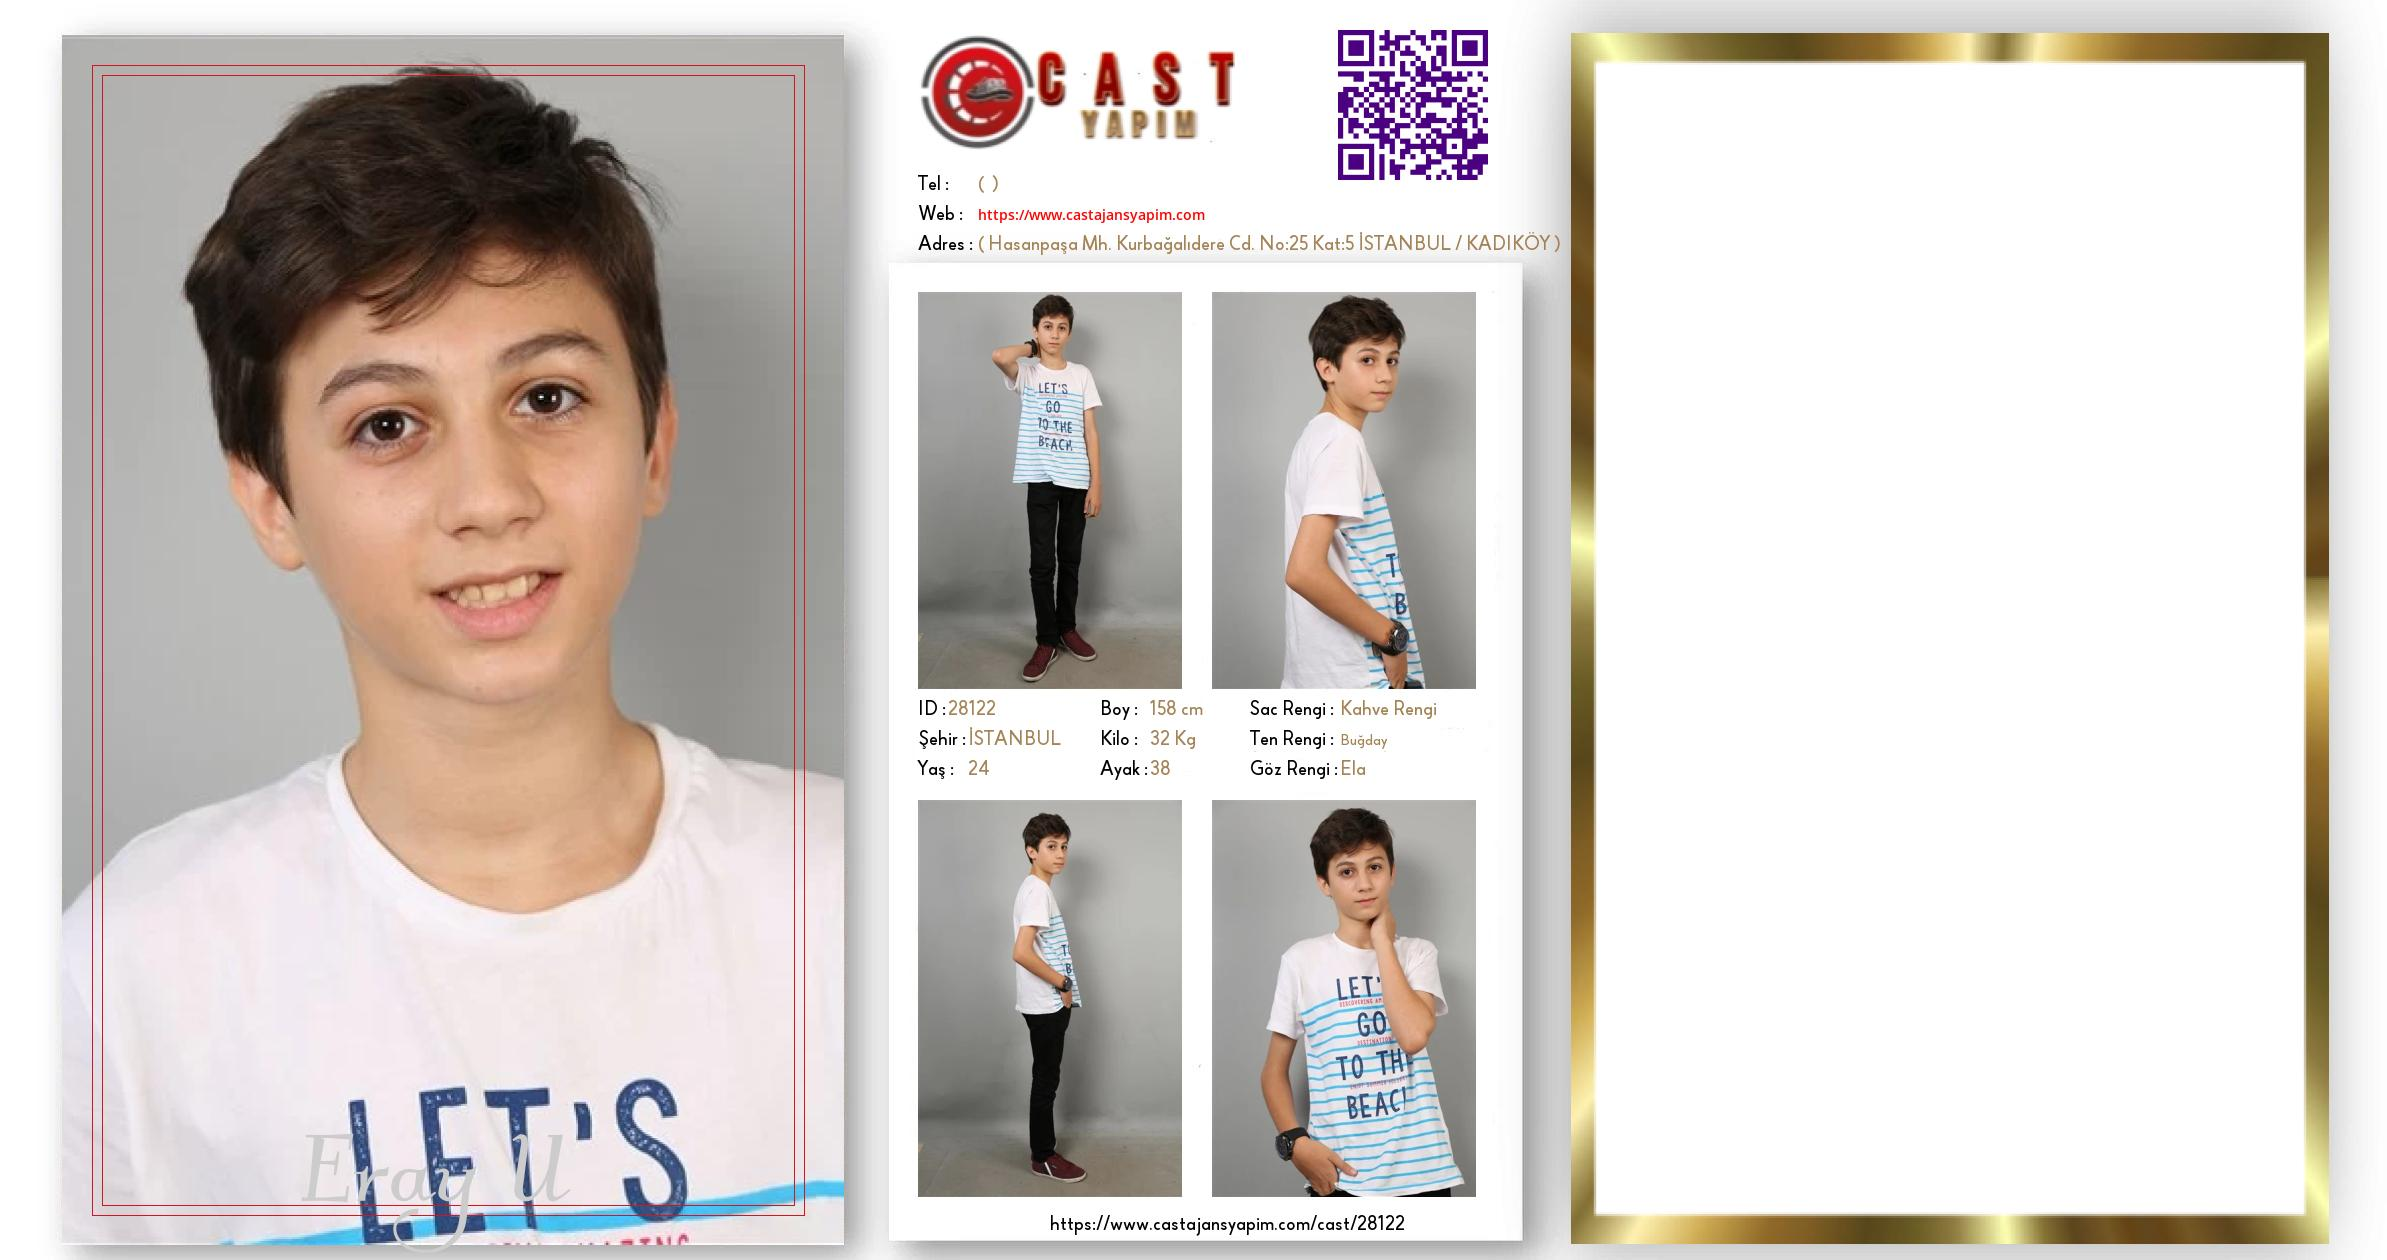 LET'S
Eray U
CAST
YAPIM
Tel : ( )
Web : https://www.castajansyapim.com
Adres : ( Hasanpaşa Mh. Kurbağalıdere Cd. No:25 Kat:5 İSTANBUL / KADIKÖY )
LET'S
GO
TO THE
BEACH
T
B
ID : 28122 Boy : 158 cm Sac Rengi : Kahve Rengi
Şehir : İSTANBUL Kilo : 32 Kg Ten Rengi : Buğday
Yaş : 24 Ayak : 38 Göz Rengi : Ela
T
B
LET'
GO
DESTINATION
TO TH
BEAC
https://www.castajansyapim.com/cast/28122